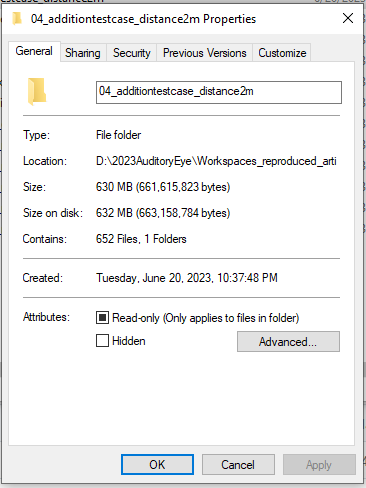 04_additiontestcase_distance2m Properties
General Sharing Security Previous Versions Customize
04_additiontestcase_distance2m
Type: File folder
Location: D:\2023AuditoryEye\Workspaces_reproduced_arti
Size: 630 MB (661,615,823 bytes)
Size on disk: 632 MB (663,158,784 bytes)
Contains: 652 Files, 1 Folders
Created: Tuesday, June 20, 2023, 10:37:48 PM
Attributes: Read-only (Only applies to files in folder)
Hidden Advanced...
OK Cancel Apply